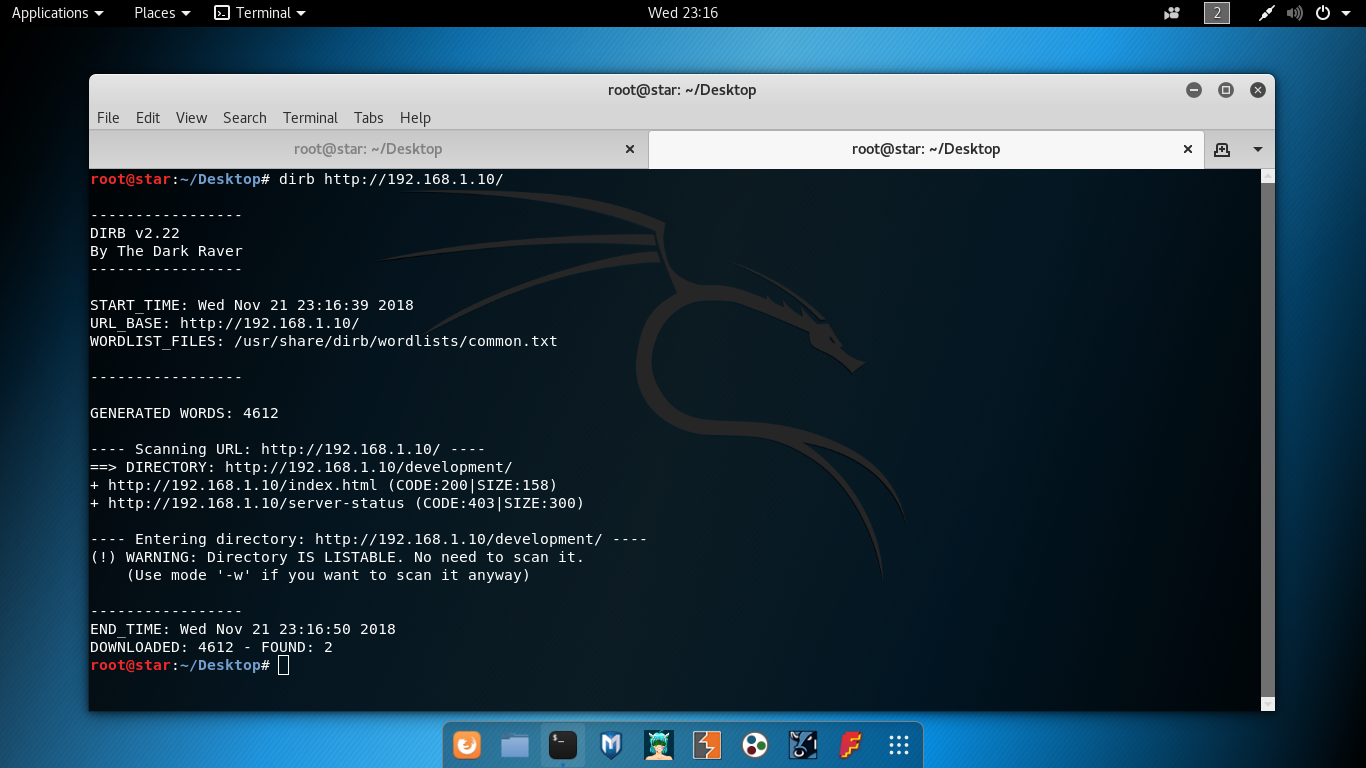 Applications Places Terminal Wed 23:16 2
root@star: ~/Desktop
File Edit View Search Terminal Tabs Help
root@star: ~/Desktop root@star: ~/Desktop
root@star:~/Desktop# dirb http://192.168.1.10/
-----------------
DIRB v2.22
By The Dark Raver
-----------------
START_TIME: Wed Nov 21 23:16:39 2018
URL_BASE: http://192.168.1.10/
WORDLIST_FILES: /usr/share/dirb/wordlists/common.txt
-----------------
GENERATED WORDS: 4612
---- Scanning URL: http://192.168.1.10/ ----
==> DIRECTORY: http://192.168.1.10/development/
+ http://192.168.1.10/index.html (CODE:200|SIZE:158)
+ http://192.168.1.10/server-status (CODE:403|SIZE:300)
---- Entering directory: http://192.168.1.10/development/ ----
(!) WARNING: Directory IS LISTABLE. No need to scan it.
    (Use mode '-w' if you want to scan it anyway)
-----------------
END_TIME: Wed Nov 21 23:16:50 2018
DOWNLOADED: 4612 - FOUND: 2
root@star:~/Desktop#